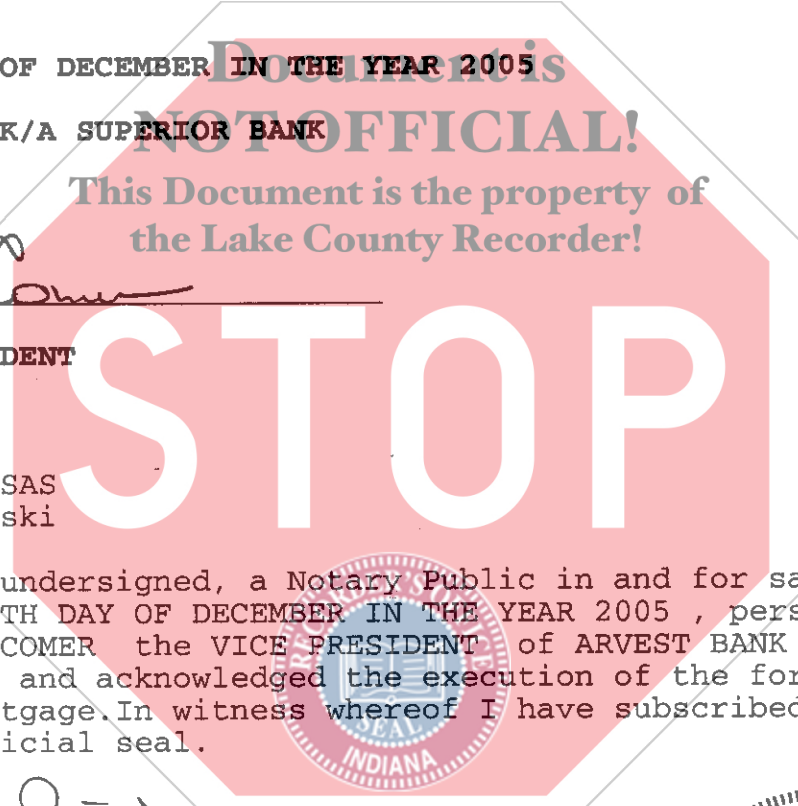 Document is
OF DECEMBER IN THE YEAR 2005
NOT OFFICIAL!
K/A SUPERIOR BANK
This Document is the property of
the Lake County Recorder!
DENT
STOP
SAS
ski
undersigned, a Notary Public in and for sa
TH DAY OF DECEMBER IN THE YEAR 2005 , pers
COMER the VICE PRESIDENT of ARVEST BANK
and acknowledged the execution of the for
tgage.In witness whereof I have subscribed
icial seal.
RECORDER'S OFFICE
SEAL
INDIANA